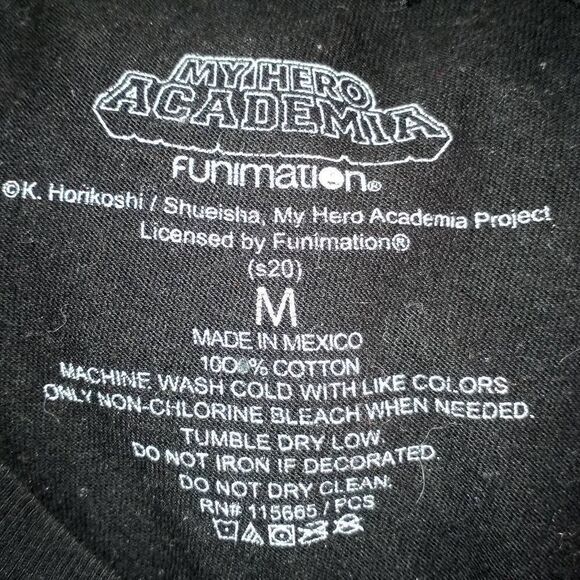 MY HERO
ACADEMIA
FUNIMATION®
©K. Horikoshi / Shueisha, My Hero Academia Project
Licensed by Funimation®
(s20)
M
MADE IN MEXICO
100% COTTON
MACHINE WASH COLD WITH LIKE COLORS
ONLY NON-CHLORINE BLEACH WHEN NEEDED.
TUMBLE DRY LOW.
DO NOT IRON IF DECORATED.
DO NOT DRY CLEAN.
RN# 115665 / PCS